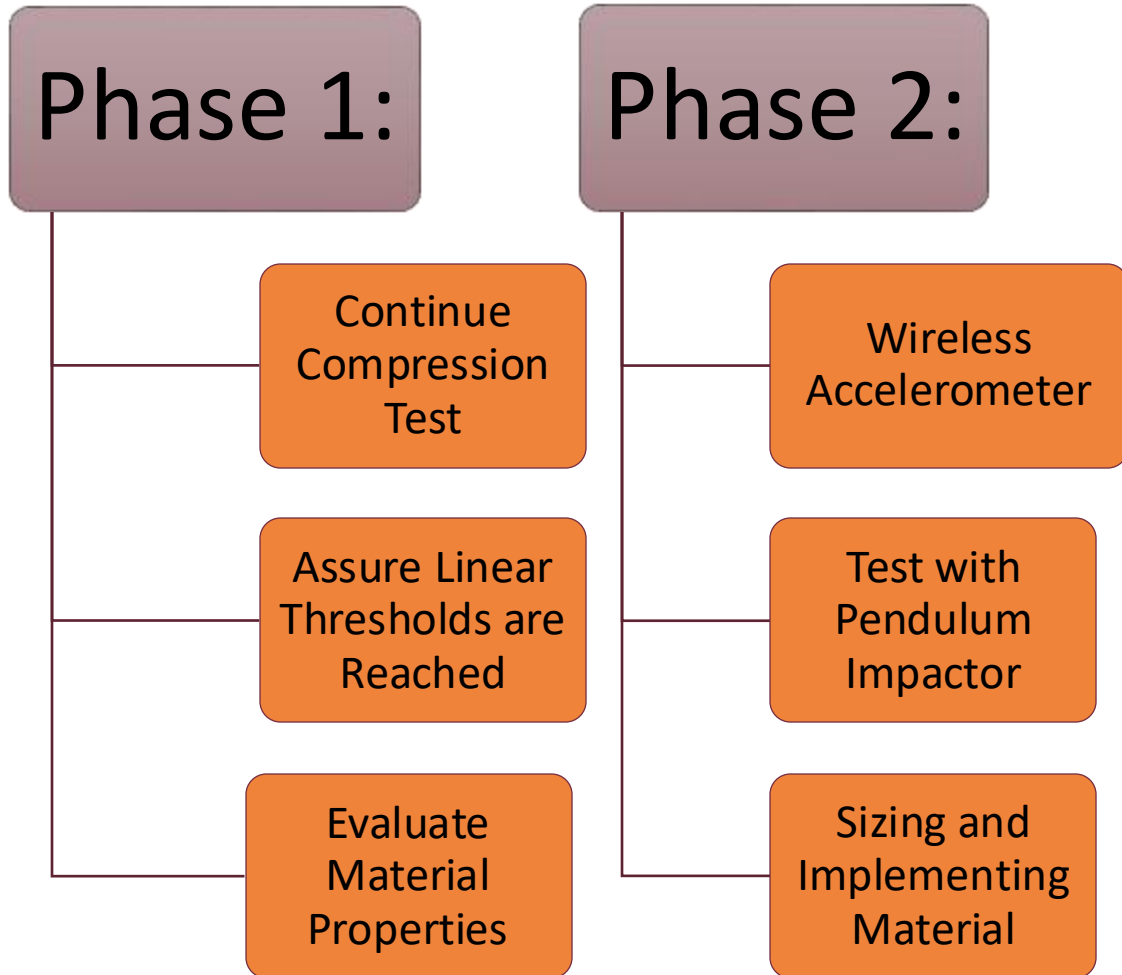 Phase 1:
Continue
Compression
Test
Assure Linear
Thresholds are
Reached
Evaluate
Material
Properties
Phase 2:
Wireless
Accelerometer
Test with
Pendulum
Impactor
Sizing and
Implementing
Material